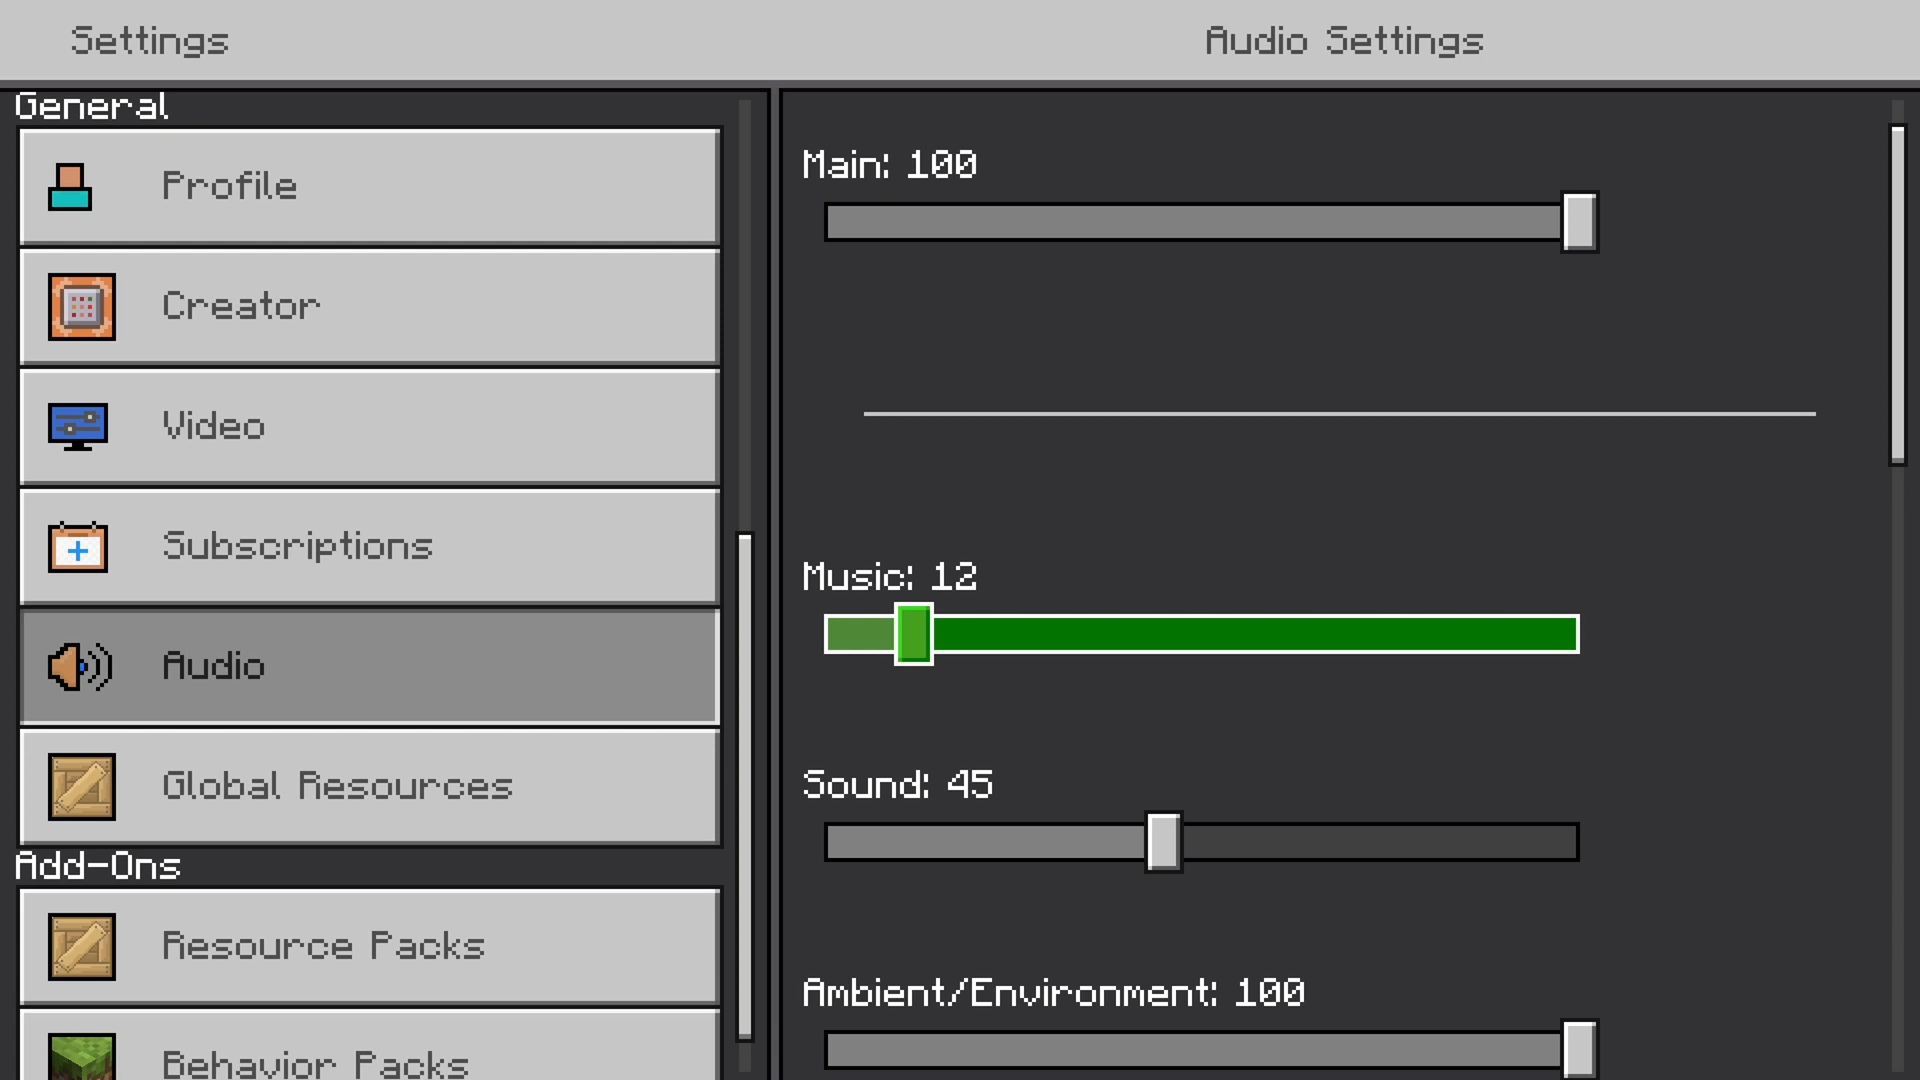 Settings
Audio Settings
General
Profile
Creator
Video
Subscriptions
Audio
Global Resources
Add-Ons
Resource Packs
Behavior Packs
Main: 100
Music: 12
Sound: 45
Ambient/Environment: 100